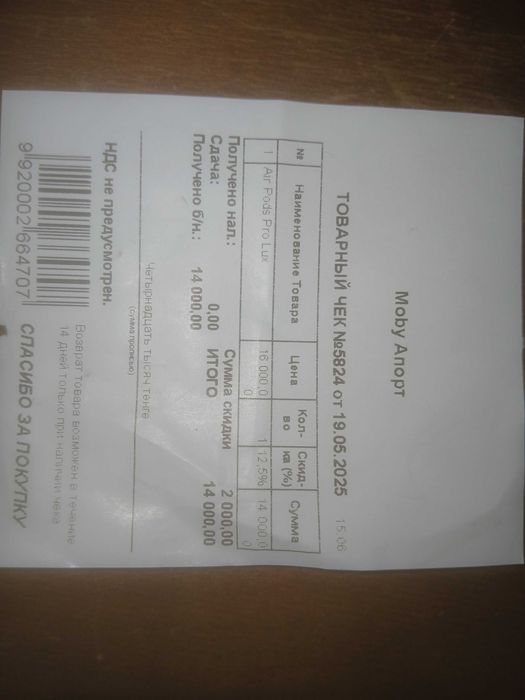 Moby Апорт
ТОВАРНЫЙ ЧЕК №5824 от 19.05.2025 15:06
№ Наименование Товара Цена Кол-во Скид-ка (%) Сумма
1 Air Pods Pro Lux 16 000,00 1 12,5% 14 000,00
Получено нал.: 0,00 Сумма скидки 2 000,00
Сдача: ИТОГО 14 000,00
Получено б/н.: 14 000,00
Четырнадцать тысяч тенге
(сумма прописью)
НДС не предусмотрен.
Возврат товара возможен в течение
14 дней только при наличии чека
9920002664707
СПАСИБО ЗА ПОКУПКУ